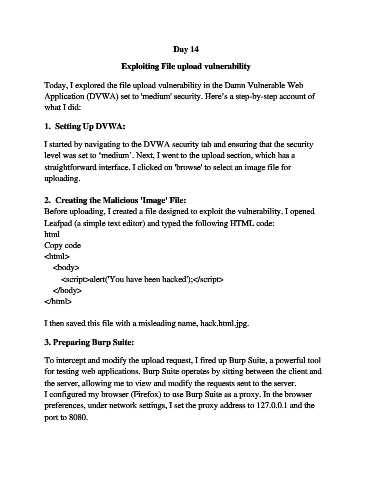 Day 14
Exploiting File upload vulnerability
Today, I explored the file upload vulnerability in the Damn Vulnerable Web
Application (DVWA) set to 'medium' security. Here's a step-by-step account of
what I did:
1. Setting Up DVWA:
I started by navigating to the DVWA security tab and ensuring that the security
level was set to ‘medium’. Next, I went to the upload section, which has a
straightforward interface. I clicked on 'browse' to select an image file for
uploading.
2. Creating the Malicious 'Image' File:
Before uploading, I created a file designed to exploit the vulnerability. I opened
Leafpad (a simple text editor) and typed the following HTML code:
html
Copy code
<html>
<body>
<script>alert('You have been hacked');</script>
</body>
</html>
I then saved this file with a misleading name, hack.html.jpg.
3. Preparing Burp Suite:
To intercept and modify the upload request, I fired up Burp Suite, a powerful tool
for testing web applications. Burp Suite operates by sitting between the client and
the server, allowing me to view and modify the requests sent to the server.
I configured my browser (Firefox) to use Burp Suite as a proxy. In the browser
preferences, under network settings, I set the proxy address to 127.0.0.1 and the
port to 8080.